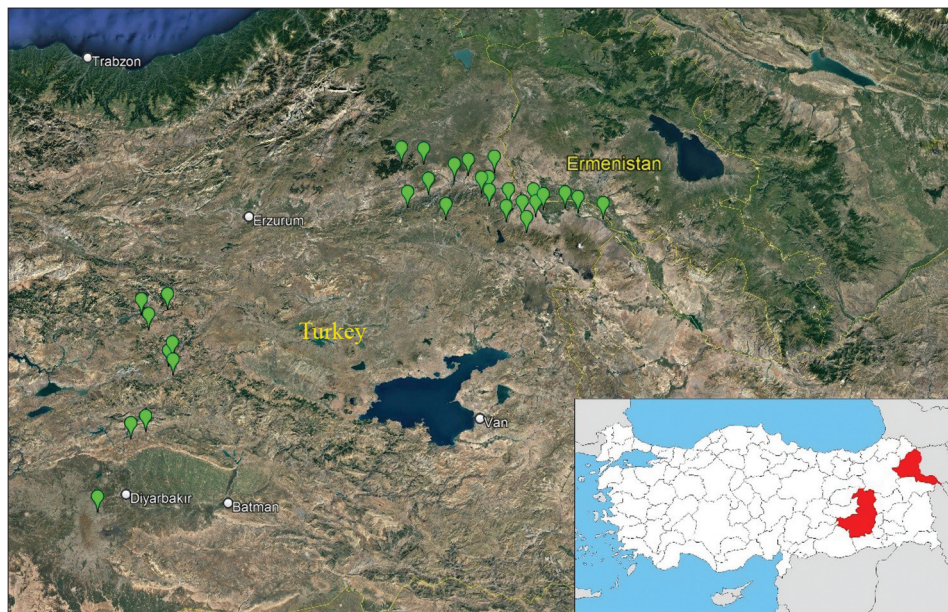 Trabzon
Ermenistan
Erzurum
Turkey
Van
Diyarbakır
Batman